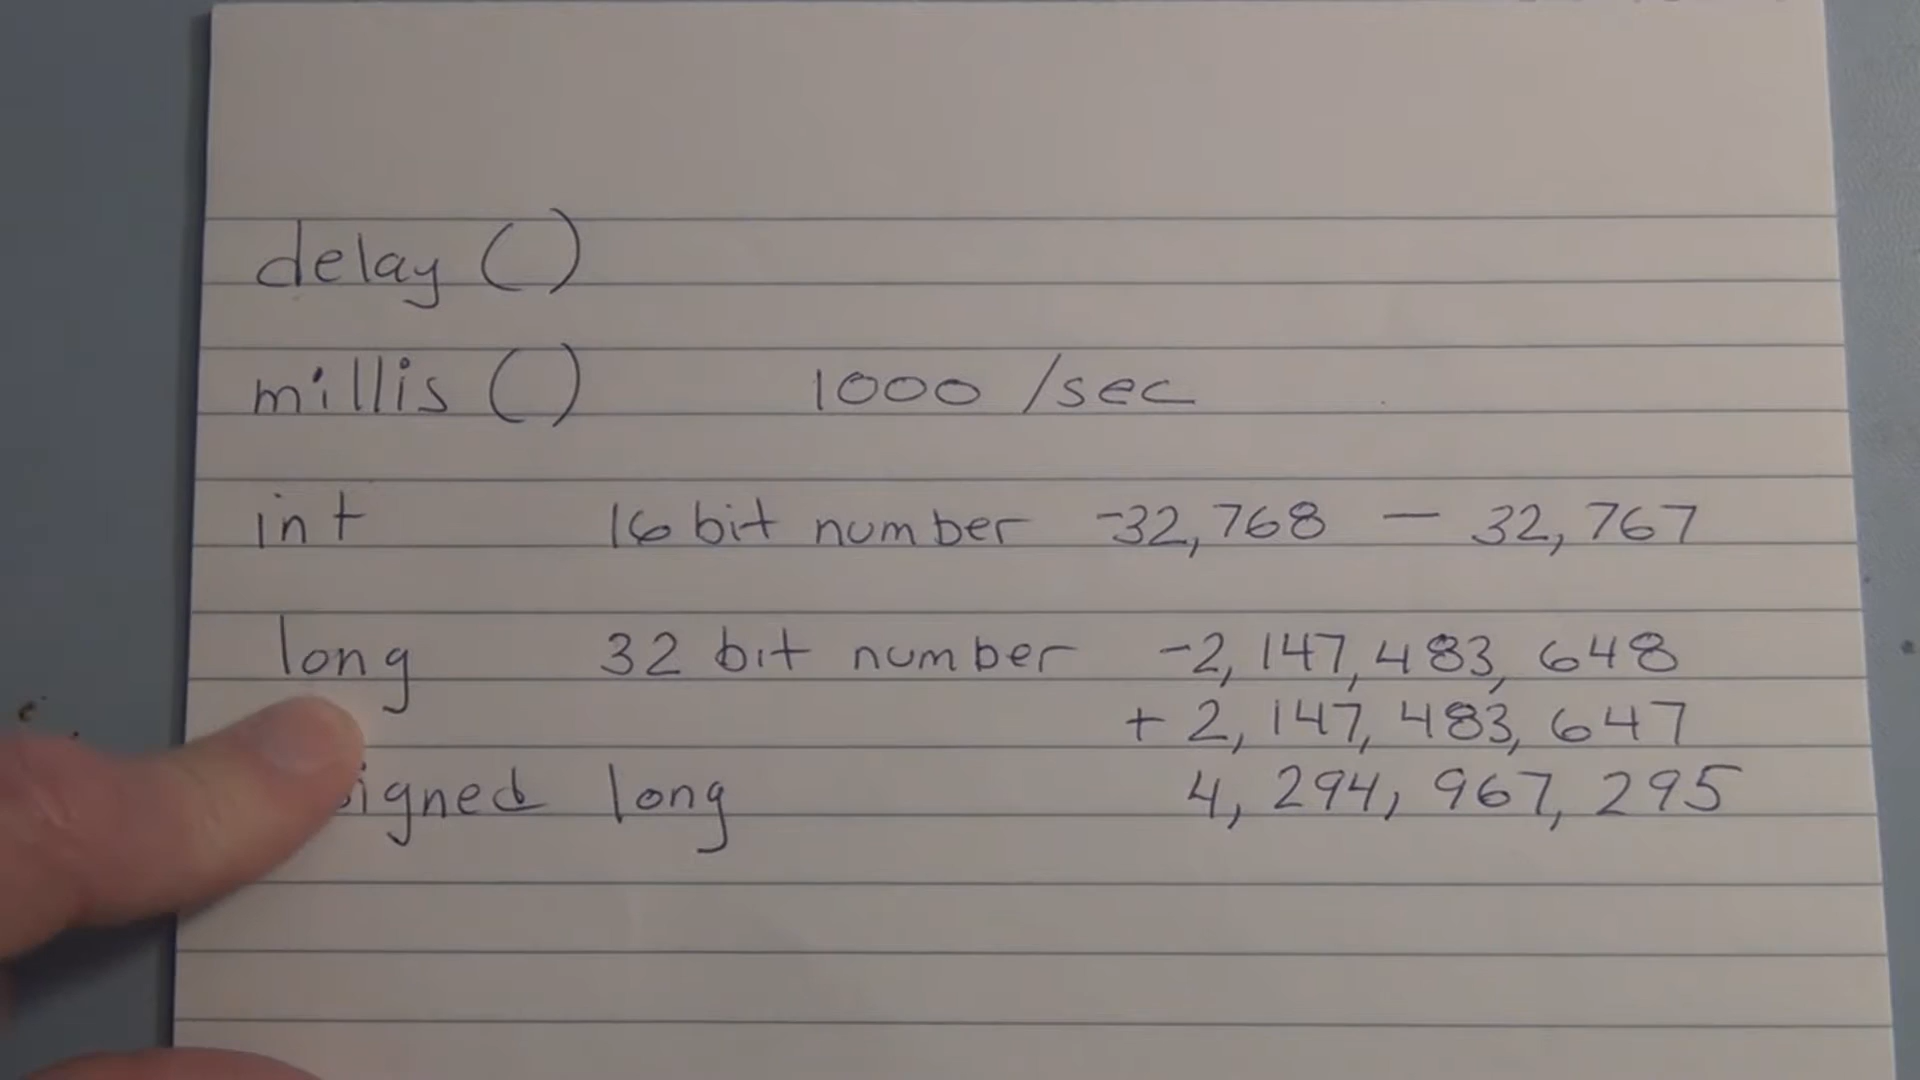 delay ()
millis () 1000 /sec
int 16 bit number -32,768 — 32,767
long 32 bit number -2,147,483,648
+2,147,483,647
signed long 4,294,967,295